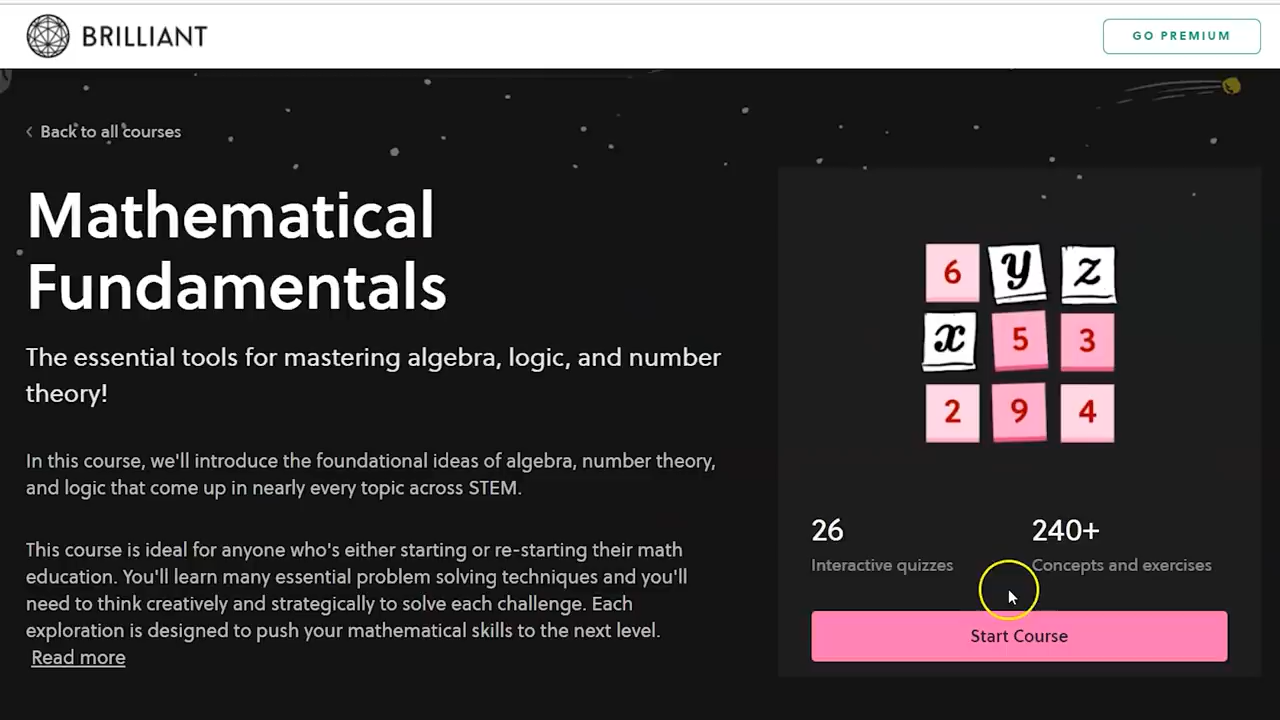 BRILLIANT
GO PREMIUM
Back to all courses
Mathematical
Fundamentals
The essential tools for mastering algebra, logic, and number
theory!
In this course, we'll introduce the foundational ideas of algebra, number theory,
and logic that come up in nearly every topic across STEM.
This course is ideal for anyone who's either starting or re-starting their math
education. You'll learn many essential problem solving techniques and you'll
need to think creatively and strategically to solve each challenge. Each
exploration is designed to push your mathematical skills to the next level.
Read more
6 y z
x 5 3
2 9 4
26
Interactive quizzes
240+
Concepts and exercises
Start Course